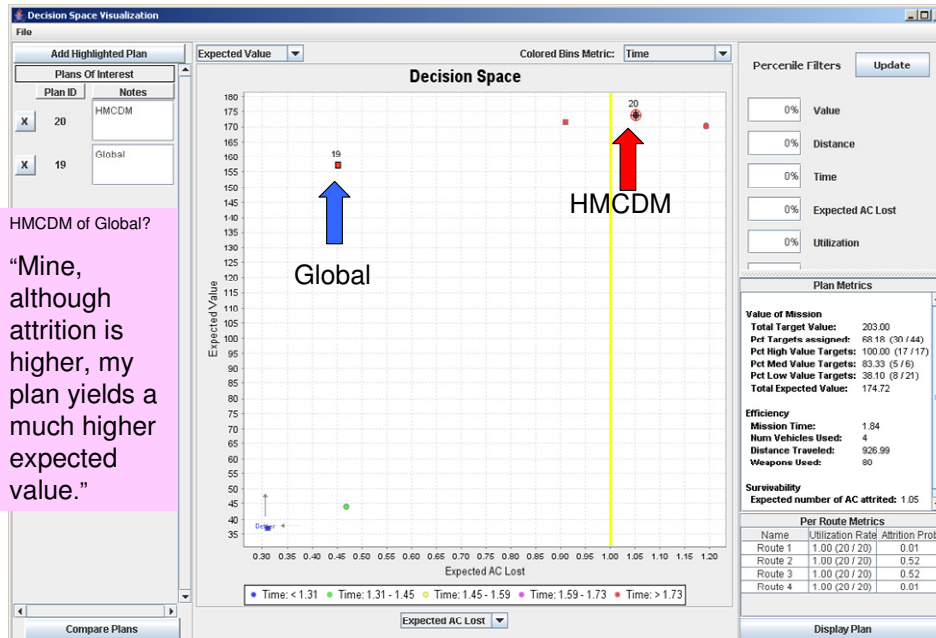 Decision Space Visualization
File
Add Highlighted Plan
Plans Of Interest
Plan ID Notes
X 20 HMCDM
X 19 Global
HMCDM of Global?
“Mine,
although
attrition is
higher, my
plan yields a
much higher
expected
value.”
Compare Plans
Expected Value
Colored Bins Metric: Time
Decision Space
180
175
170
165
160
155
150
145
140
135
130
125
120
115
110
105
100
95
90
85
80
75
70
65
60
55
50
45
40
35
Expected Value
20
19
HMCDM
Global
0.30 0.35 0.40 0.45 0.50 0.55 0.60 0.65 0.70 0.75 0.80 0.85 0.90 0.95 1.00 1.05 1.10 1.15 1.20
Expected AC Lost
Time: < 1.31 Time: 1.31 - 1.45 Time: 1.45 - 1.59 Time: 1.59 - 1.73 Time: > 1.73
Expected AC Lost
Percenile Filters Update
0% Value
0% Distance
0% Time
0% Expected AC Lost
0% Utilization
Plan Metrics
Value of Mission
Total Target Value: 203.00
Pct Targets assigned: 68.18 (30 / 44)
Pct High Value Targets: 100.00 (17 / 17)
Pct Med Value Targets: 83.33 (5 / 6)
Pct Low Value Targets: 38.10 (8 / 21)
Total Expected Value: 174.72
Efficiency
Mission Time: 1.84
Num Vehicles Used: 4
Distance Traveled: 926.99
Weapons Used: 80
Survivability
Expected number of AC attrited: 1.05
Per Route Metrics
Name Utilization Rate Attrition Prob
Route 1 1.00 (20 / 20) 0.01
Route 2 1.00 (20 / 20) 0.52
Route 3 1.00 (20 / 20) 0.52
Route 4 1.00 (20 / 20) 0.01
Display Plan